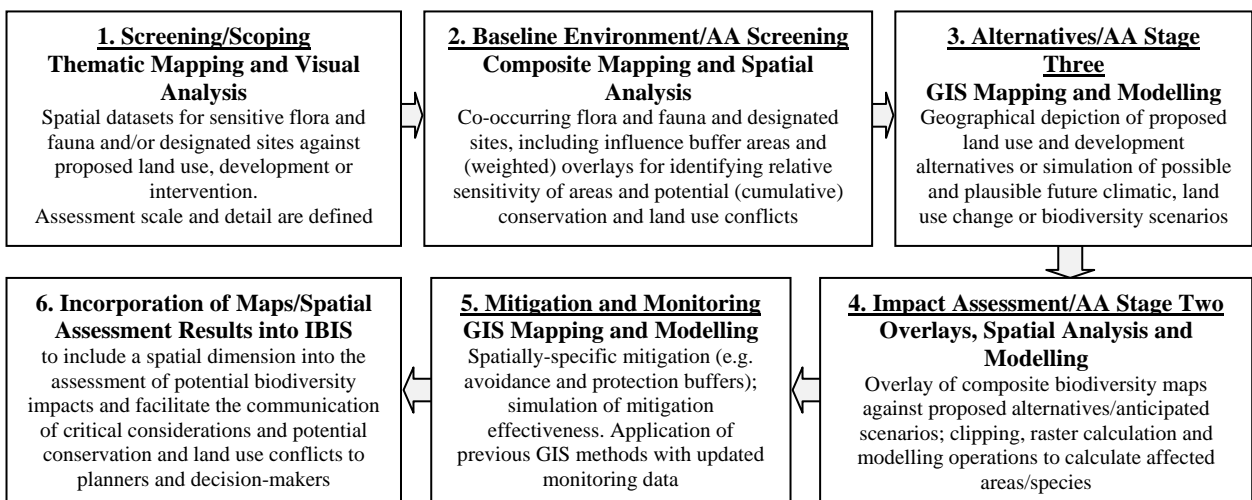 1. Screening/Scoping
Thematic Mapping and Visual
Analysis
Spatial datasets for sensitive flora and
fauna and/or designated sites against
proposed land use, development or
intervention.
Assessment scale and detail are defined
2. Baseline Environment/AA Screening
Composite Mapping and Spatial
Analysis
Co-occurring flora and fauna and designated
sites, including influence buffer areas and
(weighted) overlays for identifying relative
sensitivity of areas and potential (cumulative)
conservation and land use conflicts
3. Alternatives/AA Stage
Three
GIS Mapping and Modelling
Geographical depiction of proposed
land use and development
alternatives or simulation of possible
and plausible future climatic, land
use change or biodiversity scenarios
4. Impact Assessment/AA Stage Two
Overlays, Spatial Analysis and
Modelling
Overlay of composite biodiversity maps
against proposed alternatives/anticipated
scenarios; clipping, raster calculation and
modelling operations to calculate affected
areas/species
5. Mitigation and Monitoring
GIS Mapping and Modelling
Spatially-specific mitigation (e.g.
avoidance and protection buffers);
simulation of mitigation
effectiveness. Application of
previous GIS methods with updated
monitoring data
6. Incorporation of Maps/Spatial
Assessment Results into IBIS
to include a spatial dimension into the
assessment of potential biodiversity
impacts and facilitate the communication
of critical considerations and potential
conservation and land use conflicts to
planners and decision-makers